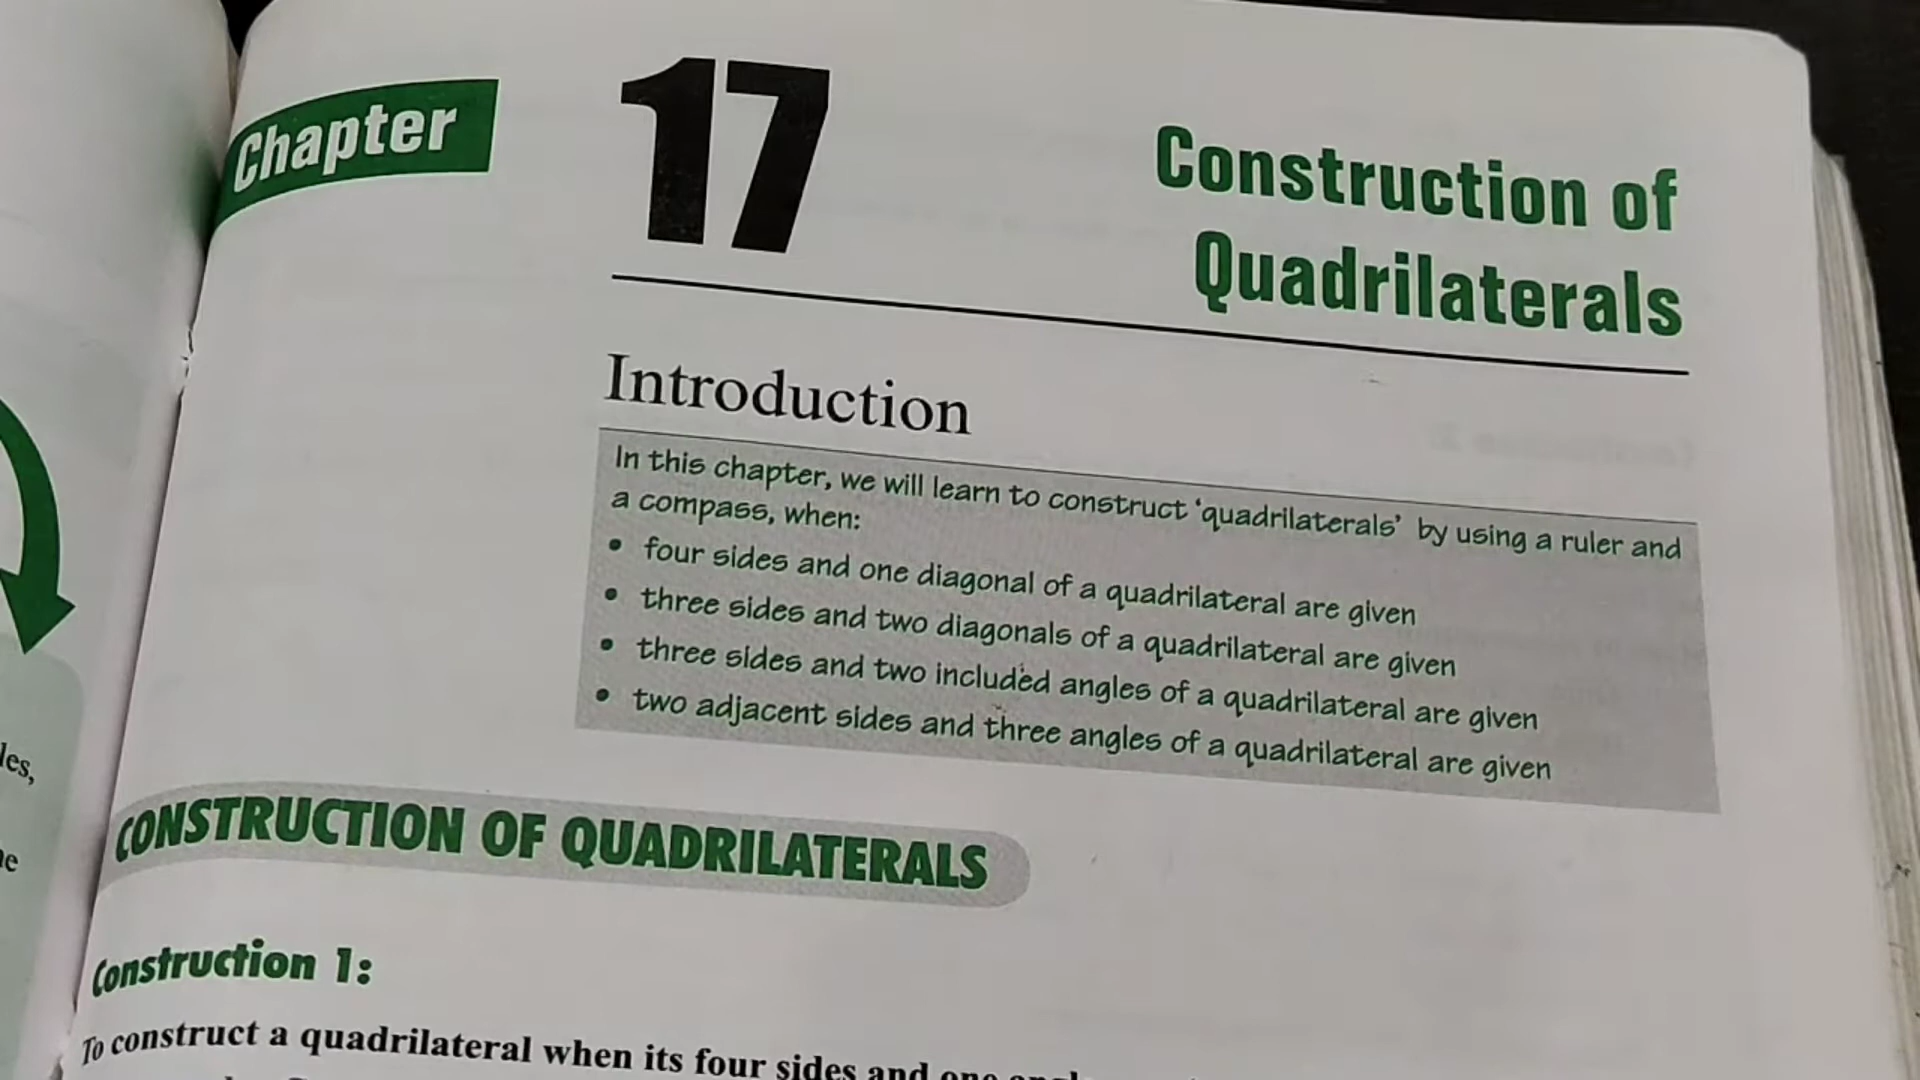 Chapter
17
Construction of
Quadrilaterals
Introduction
In this chapter, we will learn to construct ‘quadrilaterals’ by using a ruler and
a compass, when:
• four sides and one diagonal of a quadrilateral are given
• three sides and two diagonals of a quadrilateral are given
• three sides and two included angles of a quadrilateral are given
• two adjacent sides and three angles of a quadrilateral are given
CONSTRUCTION OF QUADRILATERALS
Construction 1:
To construct a quadrilateral when its four sides and one